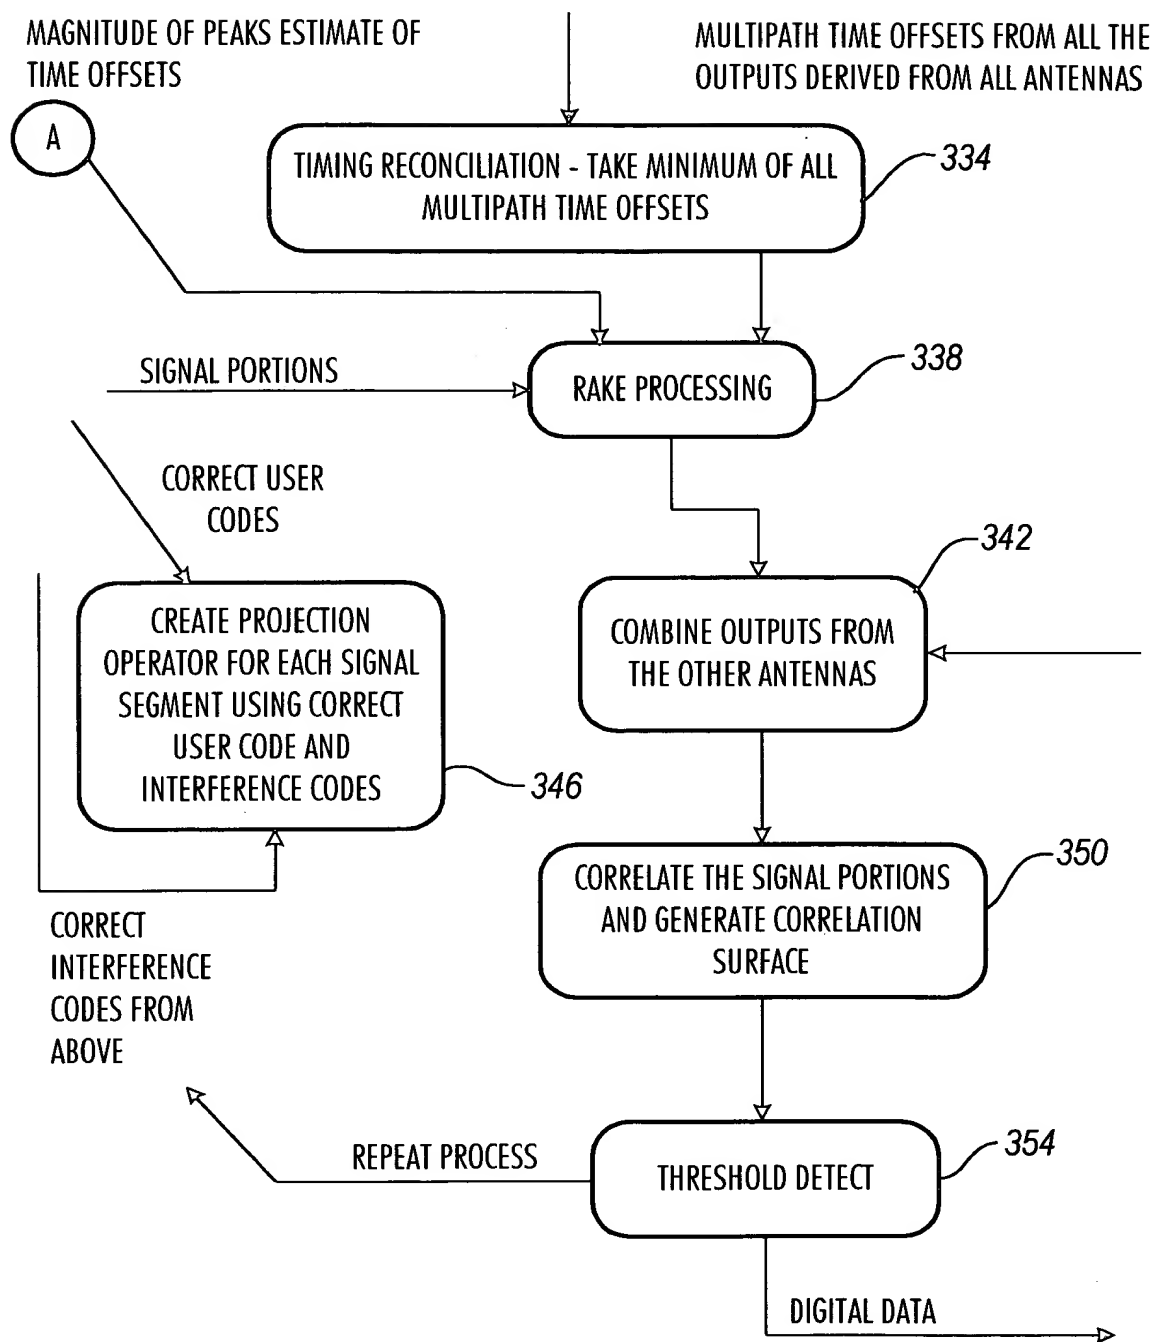 MAGNITUDE OF PEAKS ESTIMATE OF
TIME OFFSETS
MULTIPATH TIME OFFSETS FROM ALL THE
OUTPUTS DERIVED FROM ALL ANTENNAS
A
TIMING RECONCILIATION - TAKE MINIMUM OF ALL
MULTIPATH TIME OFFSETS
334
SIGNAL PORTIONS
RAKE PROCESSING
338
CORRECT USER
CODES
342
CREATE PROJECTION
OPERATOR FOR EACH SIGNAL
SEGMENT USING CORRECT
USER CODE AND
INTERFERENCE CODES
346
COMBINE OUTPUTS FROM
THE OTHER ANTENNAS
CORRELATE THE SIGNAL PORTIONS
AND GENERATE CORRELATION
SURFACE
350
CORRECT
INTERFERENCE
CODES FROM
ABOVE
REPEAT PROCESS
THRESHOLD DETECT
354
DIGITAL DATA